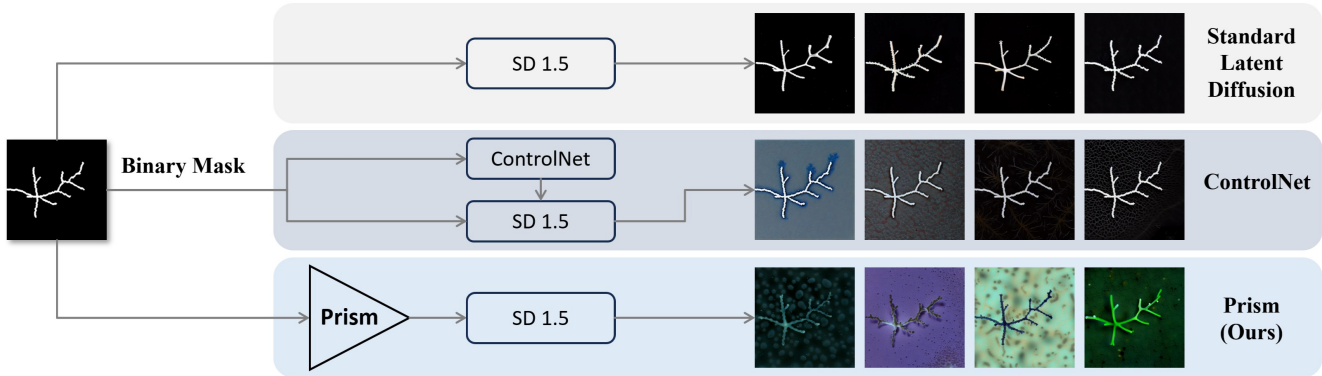 SD 1.5
Standard
Latent
Diffusion
Binary Mask
ControlNet
SD 1.5
ControlNet
Prism
SD 1.5
Prism
(Ours)